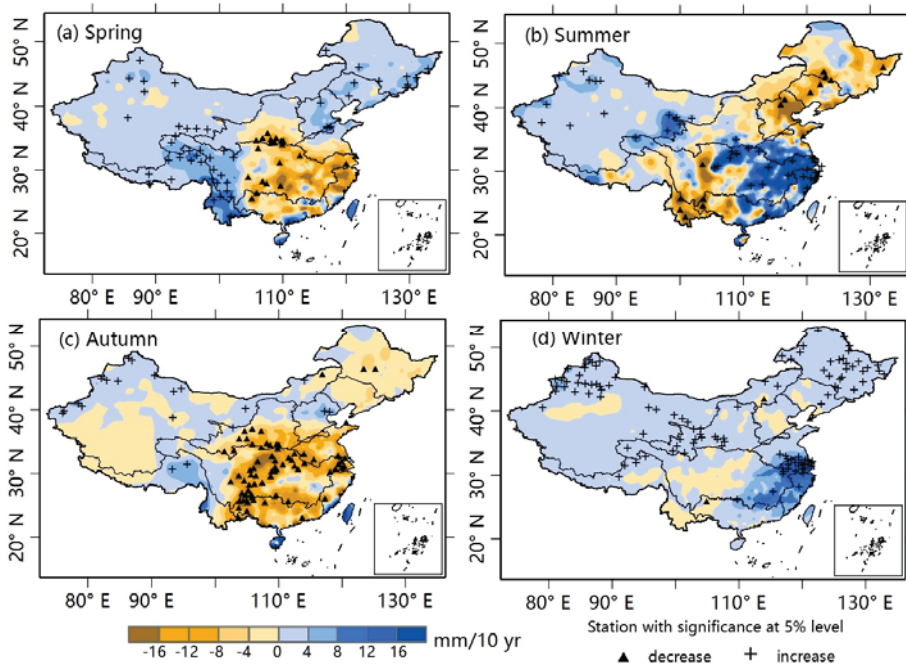 (a) Spring
50° N
40° N
30° N
20° N
80° E 90° E 110° E 130° E
(b) Summer
50° N
40° N
30° N
20° N
80° E 90° E 110° E 130° E
(c) Autumn
50° N
40° N
30° N
20° N
80° E 90° E 110° E 130° E
(d) Winter
50° N
40° N
30° N
20° N
80° E 90° E 110° E 130° E
-16 -12 -8 -4 0 4 8 12 16 mm/10 yr
Station with significance at 5% level
▲ decrease + increase